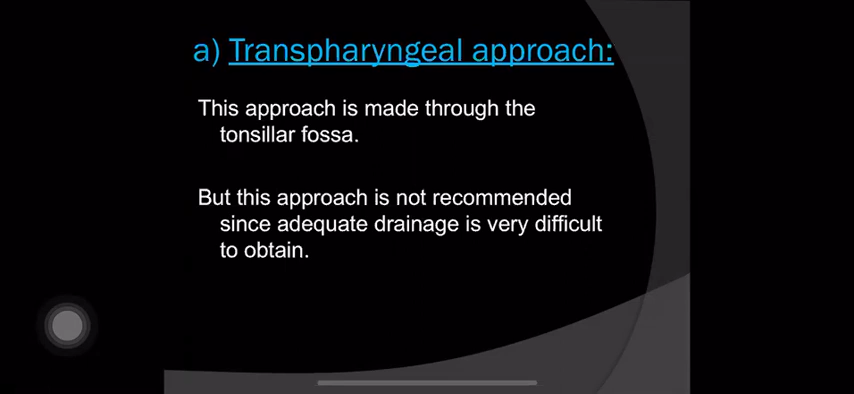 a) Transpharyngeal approach:
This approach is made through the
tonsillar fossa.
But this approach is not recommended
since adequate drainage is very difficult
to obtain.